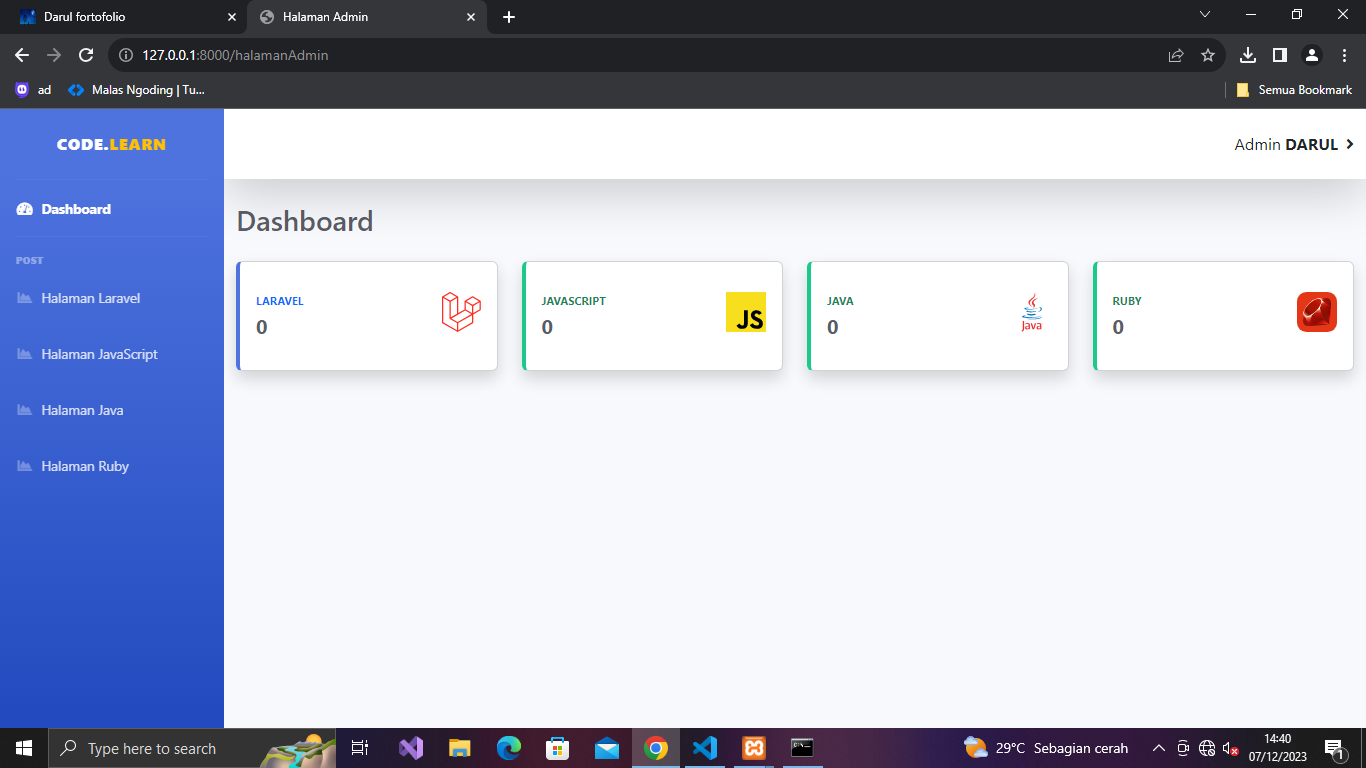 Darul fortofolio
Halaman Admin
127.0.0.1:8000/halamanAdmin
ad
Malas Ngoding | Tu...
Semua Bookmark
CODE.LEARN
Admin DARUL
Dashboard
POST
Halaman Laravel
Halaman JavaScript
Halaman Java
Halaman Ruby
Dashboard
LARAVEL
0
JAVASCRIPT
0
JS
JAVA
0
Java
RUBY
0
Type here to search
29°C Sebagian cerah
14:40
07/12/2023
1